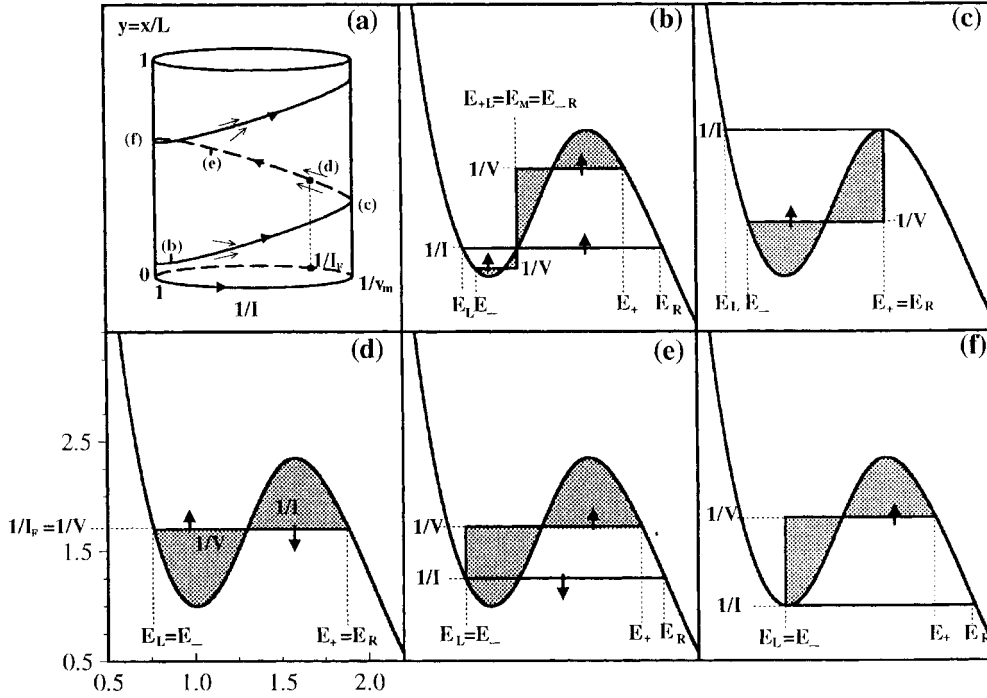 y=x/L
(a)
1
(f)
(e)
(d)
(c)
(b)
0
1/I_F
1
1/v_m
1/I
(b)
E_{+L}=E_M=E_{-R}
1/V
1/I
1/V
E_L E_-
E_+
E_R
(c)
1/I
1/V
E_L E_-
E_+=E_R
(d)
2.5
1/I_F=1/V
1/V
1/I
1.5
E_L=E_-
E_+=E_R
0.5
0.5
1.0
1.5
2.0
(e)
1/V
1/I
E_L=E_-
E_+
E_R
(f)
1/V
1/I
E_L=E_-
E_+
E_R